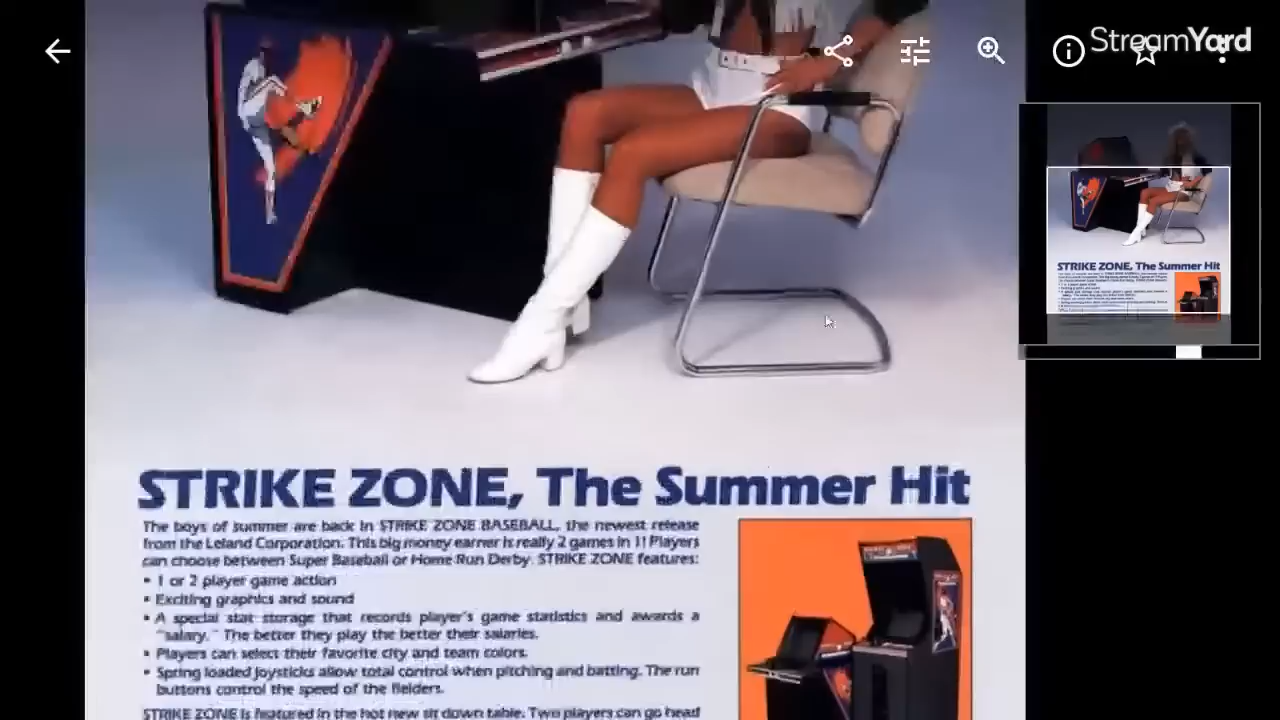 StreamYard
STRIKE ZONE, The Summer Hit
The boys of summer are back in STRIKE ZONE BASEBALL, the newest release
from the Leland Corporation. This big money earner is really 2 games in 1! Players
can choose between Super Baseball or Home Run Derby. STRIKE ZONE features:
• 1 or 2 player game action
• Exciting graphics and sound
• A special stat storage that records player's game statistics and awards a
"salary." The better they play the better their salaries.
• Players can select their favorite city and team colors.
• Spring loaded joysticks allow total control when pitching and batting. The run
buttons control the speed of the fielders.
STRIKE ZONE is featured in the hot new sit down table. Two players can go head
STRIKE ZONE, The Summer Hit